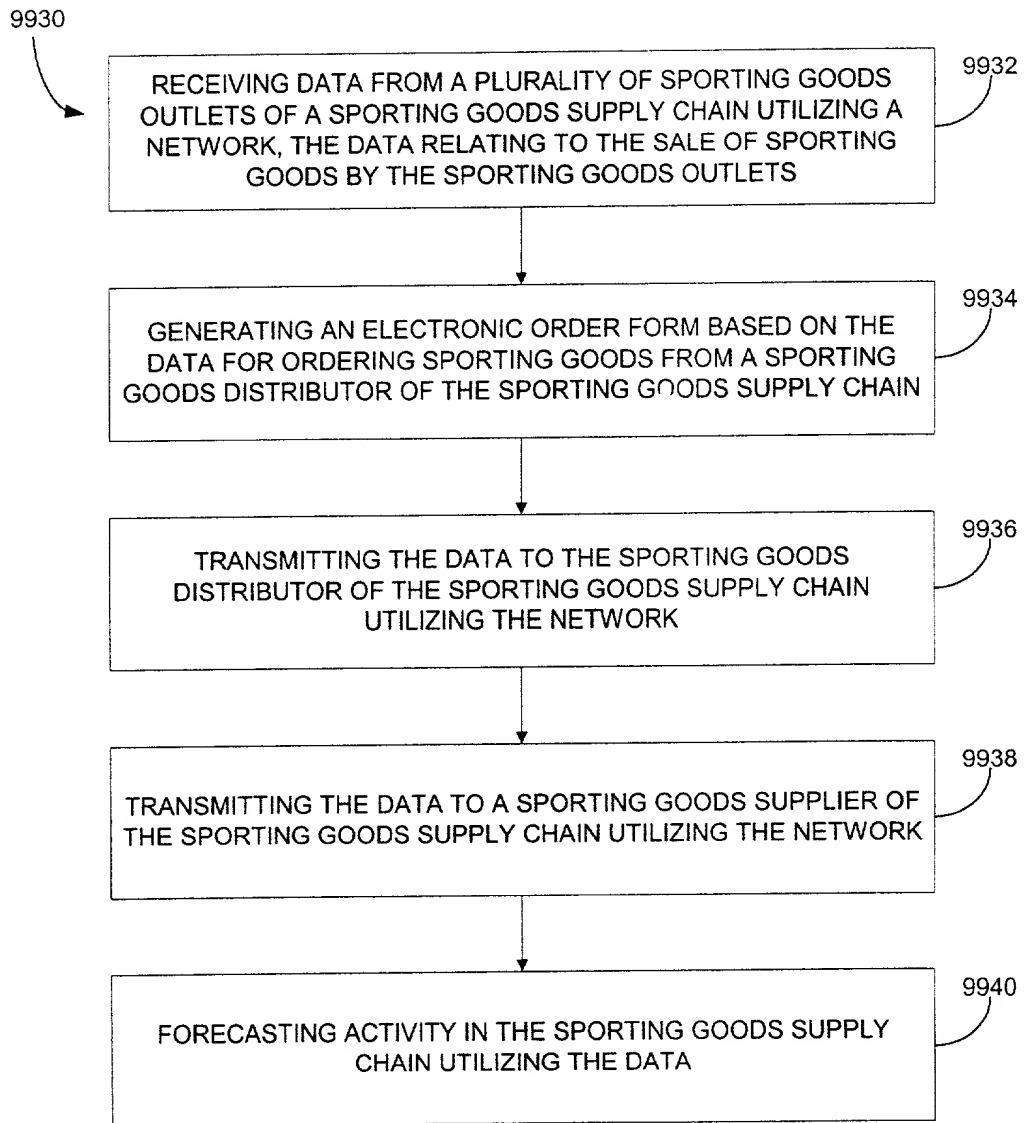 9930
RECEIVING DATA FROM A PLURALITY OF SPORTING GOODS
OUTLETS OF A SPORTING GOODS SUPPLY CHAIN UTILIZING A
NETWORK, THE DATA RELATING TO THE SALE OF SPORTING
GOODS BY THE SPORTING GOODS OUTLETS
9932
GENERATING AN ELECTRONIC ORDER FORM BASED ON THE
DATA FOR ORDERING SPORTING GOODS FROM A SPORTING
GOODS DISTRIBUTOR OF THE SPORTING GOODS SUPPLY CHAIN
9934
TRANSMITTING THE DATA TO THE SPORTING GOODS
DISTRIBUTOR OF THE SPORTING GOODS SUPPLY CHAIN
UTILIZING THE NETWORK
9936
TRANSMITTING THE DATA TO A SPORTING GOODS SUPPLIER OF
THE SPORTING GOODS SUPPLY CHAIN UTILIZING THE NETWORK
9938
FORECASTING ACTIVITY IN THE SPORTING GOODS SUPPLY
CHAIN UTILIZING THE DATA
9940